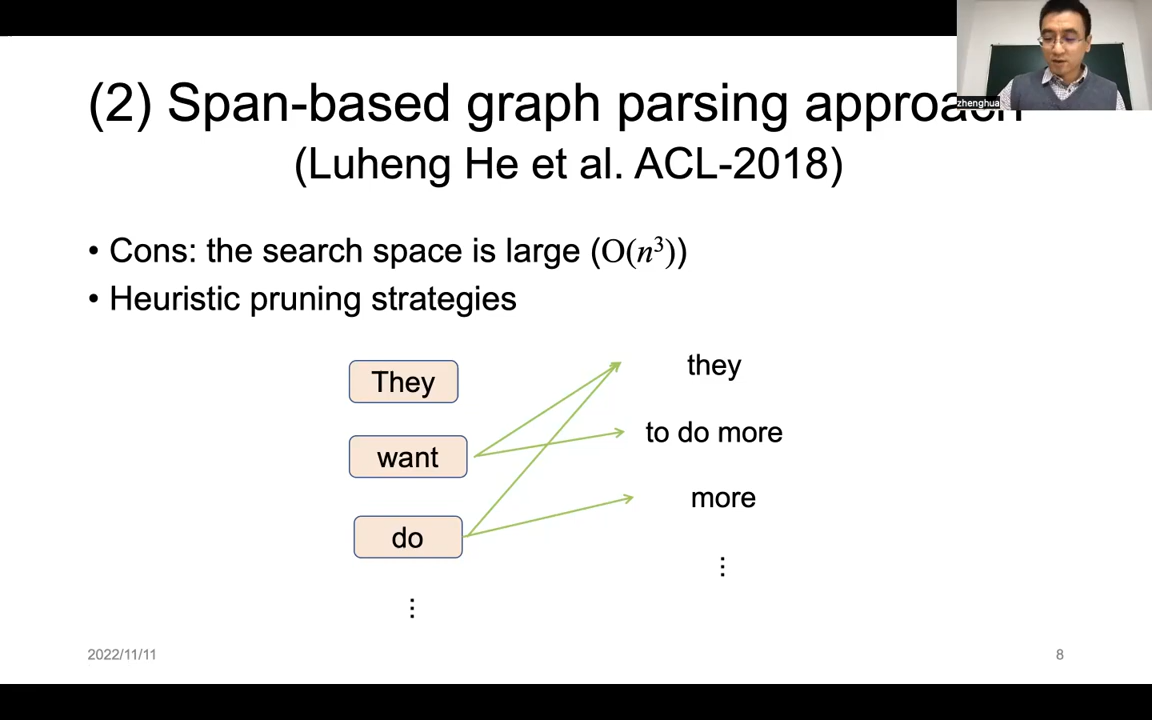 (2) Span-based graph parsing approach
(Luheng He et al. ACL-2018)
zhenghua
• Cons: the search space is large (O(n³))
• Heuristic pruning strategies
They
want
do
⋮
they
to do more
more
⋮
2022/11/11
8